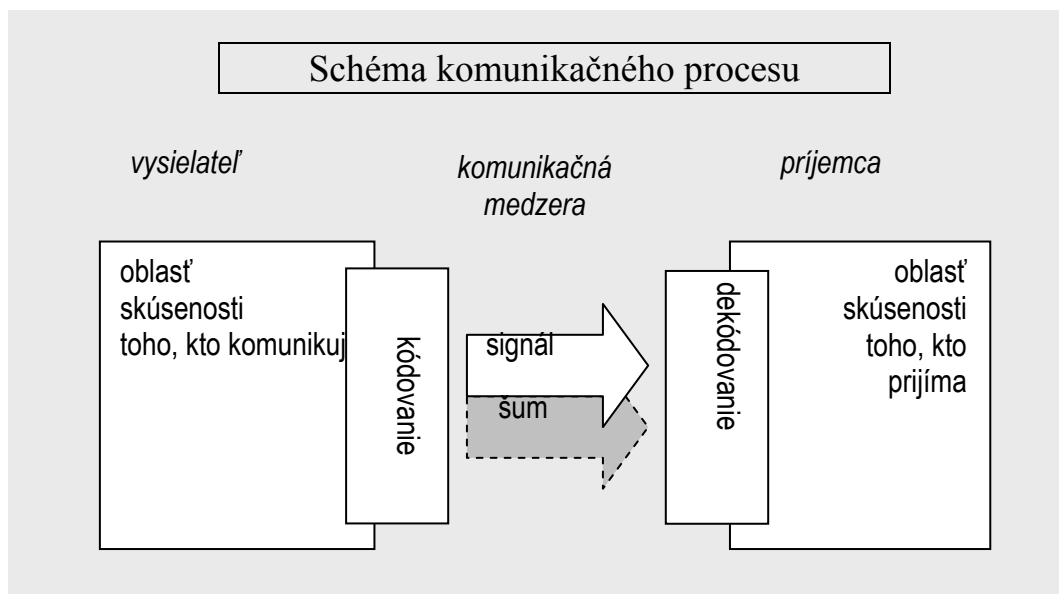 Schéma komunikačného procesu
vysielateľ
komunikačná
medzera
príjemca
oblasť
skúsenosti
toho, kto komunikuj
kódovanie
signál
šum
dekódovanie
oblasť
skúsenosti
toho, kto
prijíma